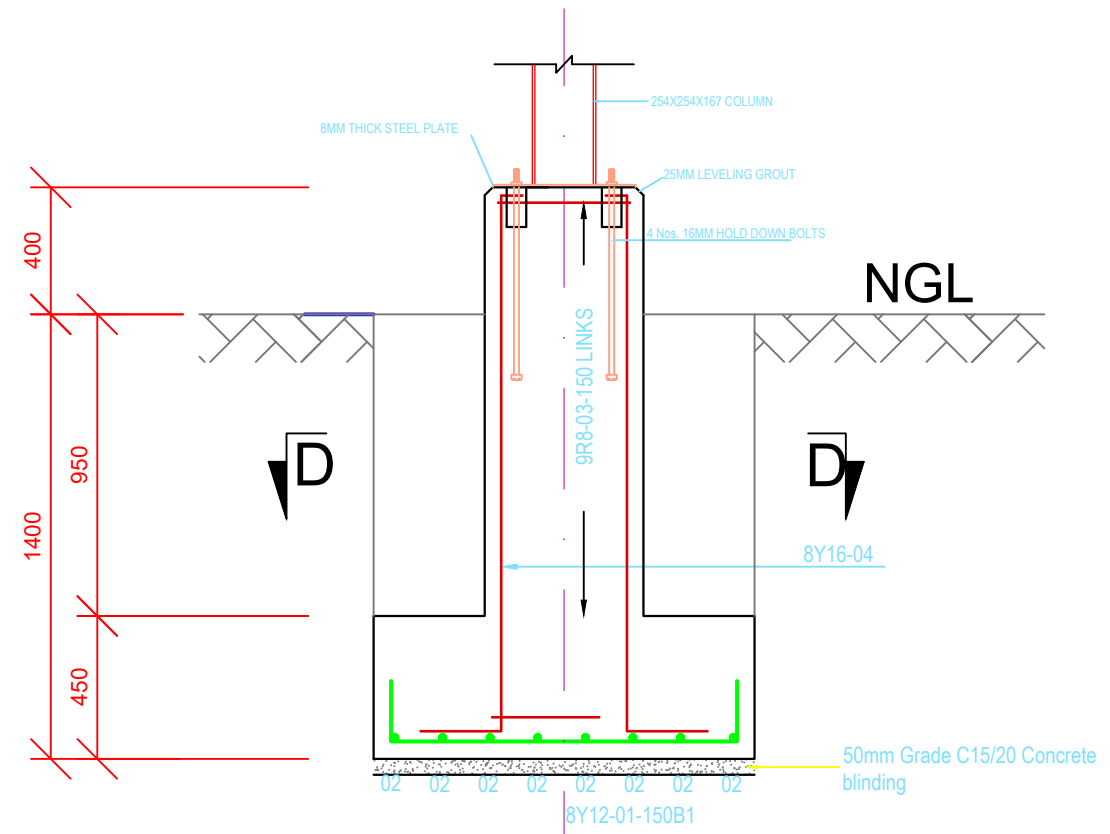 254X254X167 COLUMN
8MM THICK STEEL PLATE
25MM LEVELING GROUT
4 Nos. 16MM HOLD DOWN BOLTS
400
NGL
9R8-03-150 LINKS
950
D
D
1400
8Y16-04
450
50mm Grade C15/20 Concrete
blinding
02 02 02 02 02 02 02 02
8Y12-01-150B1